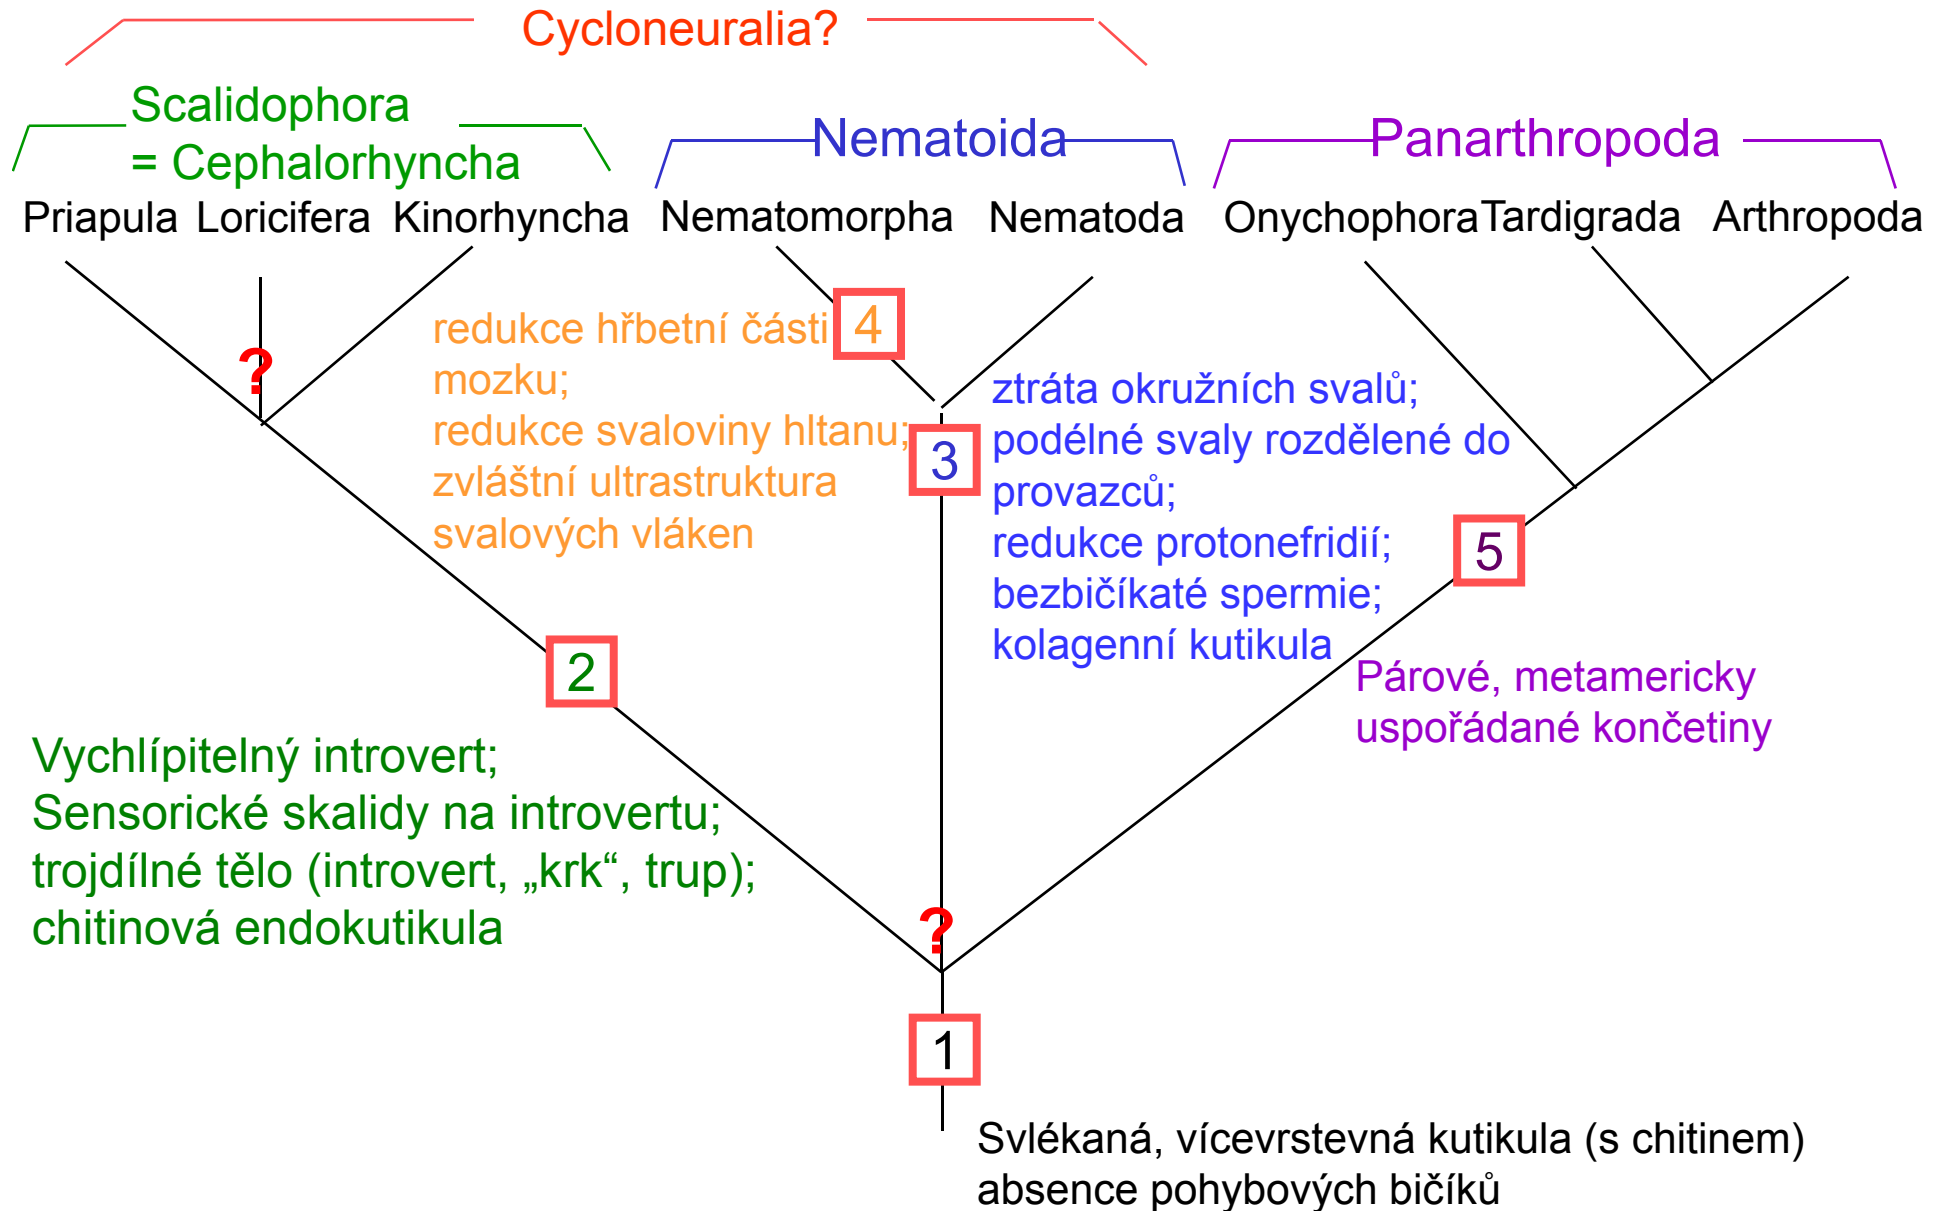 Cycloneuralia?
Scalidophora
= Cephalorhyncha
Nematoida
Panarthropoda
Priapula Loricifera Kinorhyncha Nematomorpha Nematoda Onychophora Tardigrada Arthropoda
?
redukce hřbetní části
mozku;
redukce svaloviny hltanu;
zvláštní ultrastruktura
svalových vláken
4
3
ztráta okružních svalů;
podélné svaly rozdělené do
provazců;
redukce protonefridií;
bezbičíkaté spermie;
kolagenní kutikula
5
Párové, metamericky
uspořádané končetiny
2
Vychlípitelný introvert;
Sensorické skalidy na introvertu;
trojdílné tělo (introvert, „krk“, trup);
chitinová endokutikula
?
1
Svlékaná, vícevrstevná kutikula (s chitinem)
absence pohybových bičíků